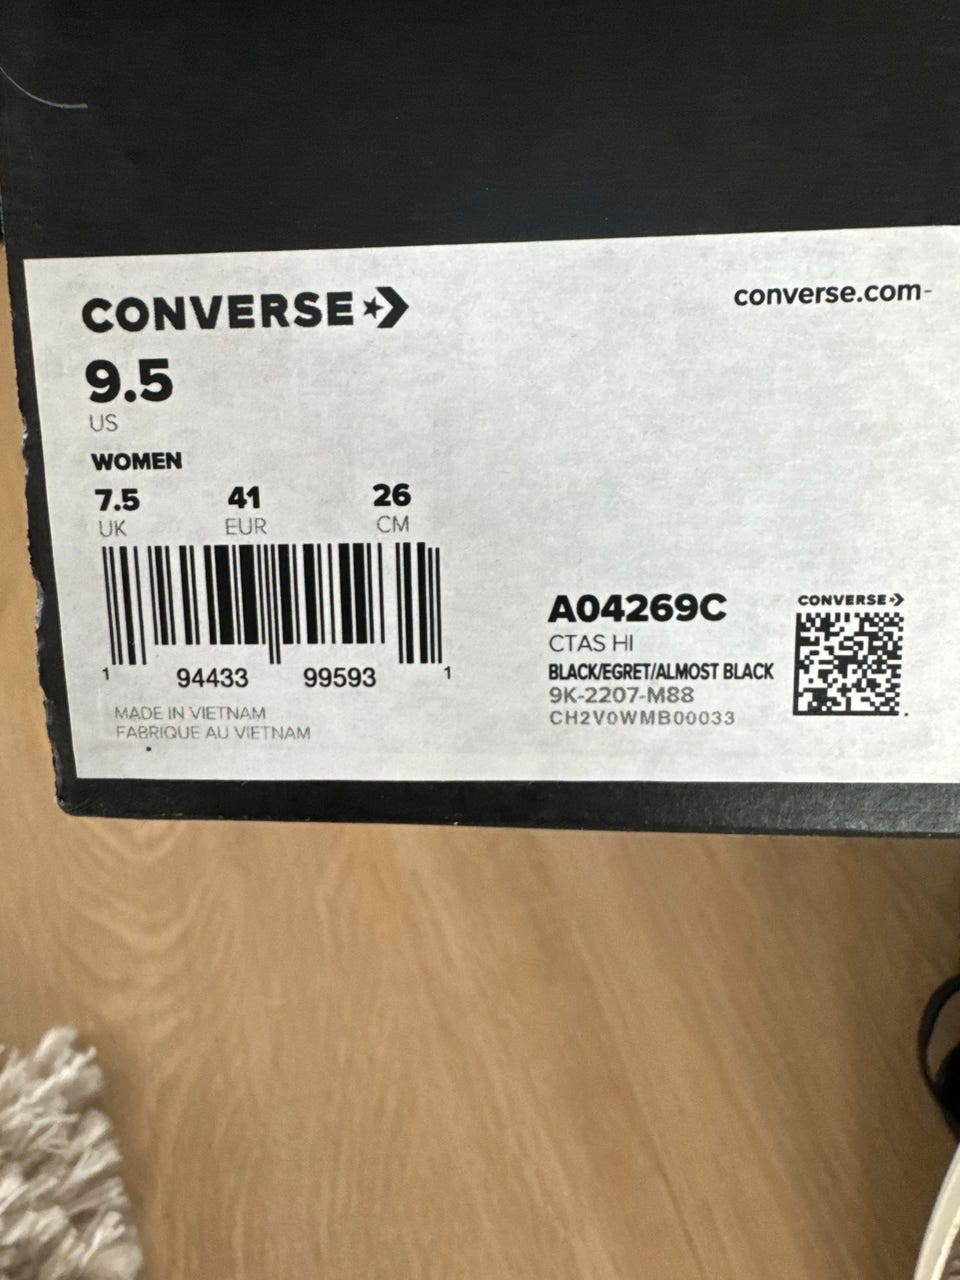 CONVERSE
converse.com-
9.5
US
WOMEN
7.5 41 26
UK EUR CM
1 94433 99593 1
MADE IN VIETNAM
FABRIQUE AU VIETNAM
A04269C
CTAS HI
BLACK/EGRET/ALMOST BLACK
9K-2207-M88
CH2V0WMB00033
CONVERSE